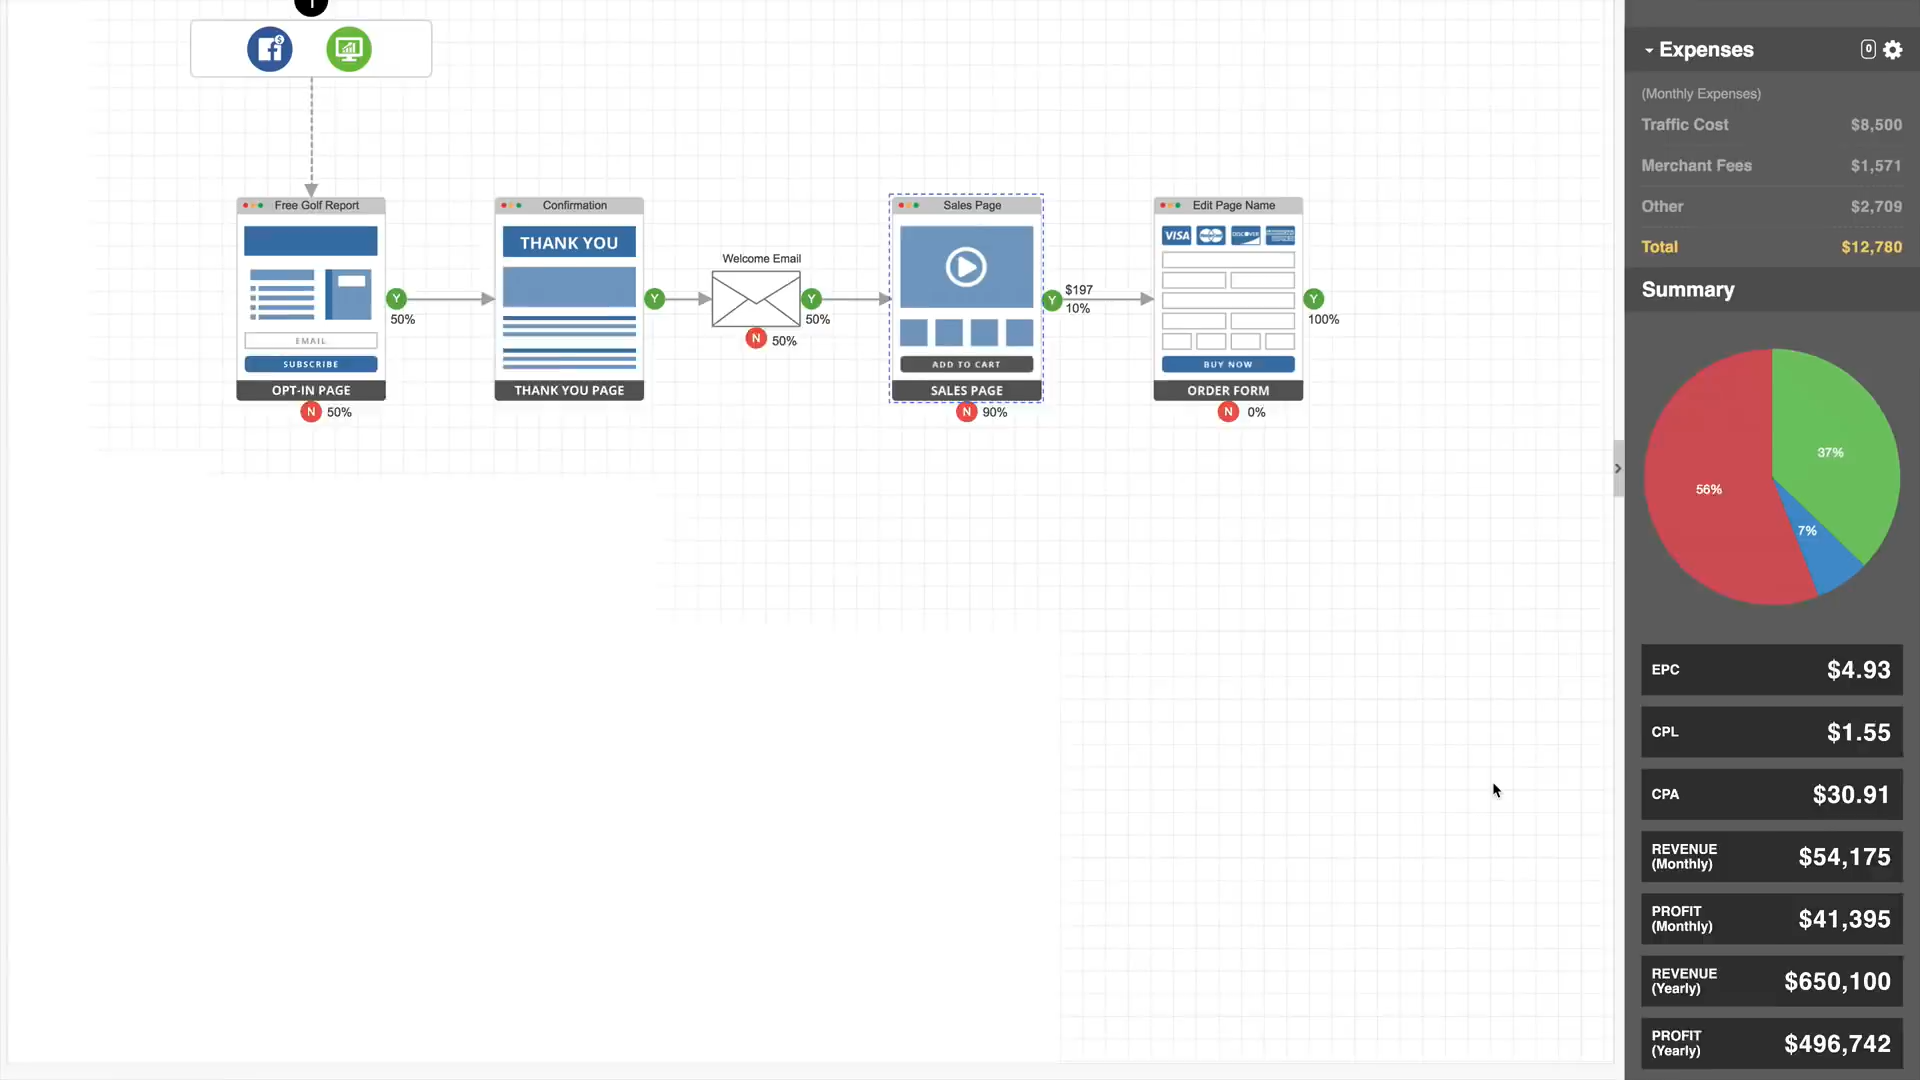 Free Golf Report
Confirmation
Sales Page
Edit Page Name
THANK YOU
VISA
MasterCard
DISCOVER
Welcome Email
EMAIL
SUBSCRIBE
OPT-IN PAGE
THANK YOU PAGE
ADD TO CART
SALES PAGE
BUY NOW
ORDER FORM
Y
50%
N
50%
Y
Y
50%
N
50%
Y
$197
10%
N
90%
Y
100%
N
0%
Expenses
0
(Monthly Expenses)
Traffic Cost $8,500
Merchant Fees $1,571
Other $2,709
Total $12,780
Summary
37%
56%
7%
EPC $4.93
CPL $1.55
CPA $30.91
REVENUE
(Monthly) $54,175
PROFIT
(Monthly) $41,395
REVENUE
(Yearly) $650,100
PROFIT
(Yearly) $496,742